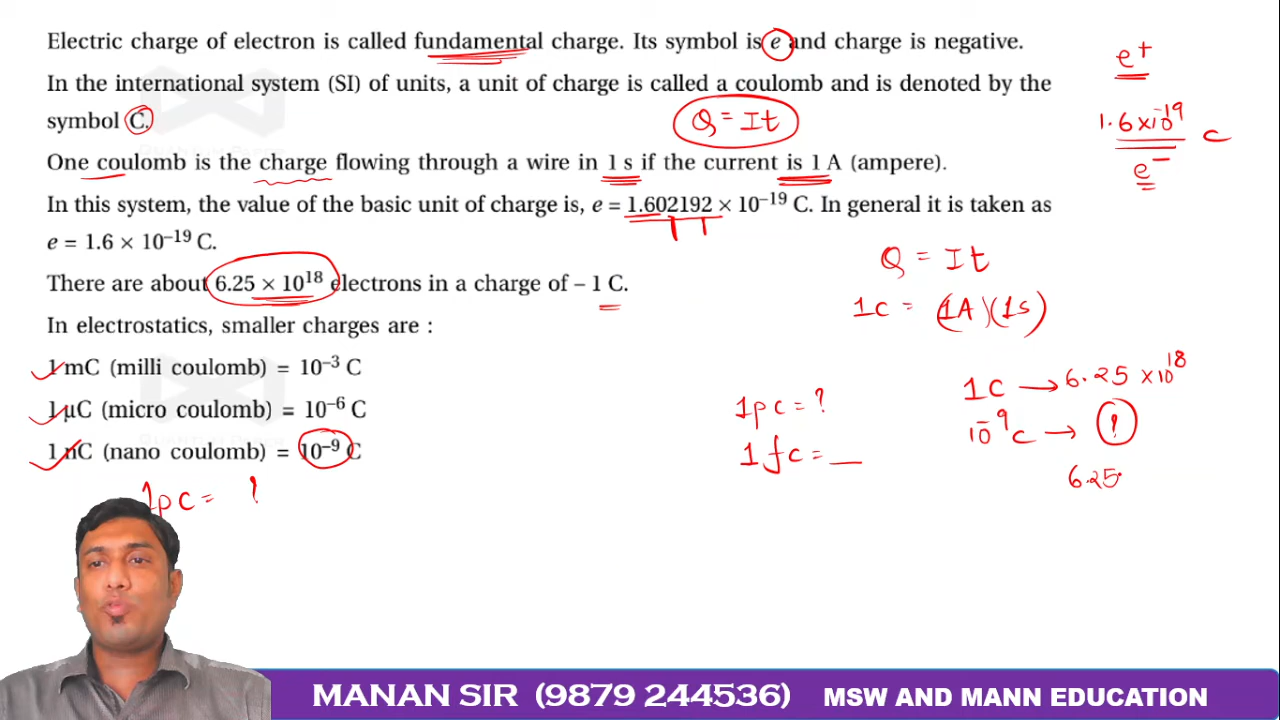 Electric charge of electron is called fundamental charge. Its symbol is e and charge is negative.
e+
In the international system (SI) of units, a unit of charge is called a coulomb and is denoted by the
symbol C.
Q = It
1.6×10⁻¹⁹ C
e⁻
One coulomb is the charge flowing through a wire in 1 s if the current is 1 A (ampere).
In this system, the value of the basic unit of charge is, e = 1.602192 × 10⁻¹⁹ C. In general it is taken as
e = 1.6 × 10⁻¹⁹ C.
Q = It
There are about 6.25 × 10¹⁸ electrons in a charge of – 1 C.
1C = (1A)(1s)
In electrostatics, smaller charges are :
1 mC (milli coulomb) = 10⁻³ C
1C → 6.25 ×10¹⁸
1 μC (micro coulomb) = 10⁻⁶ C
1pc = ?
10⁻⁹ C → ?
1 nC (nano coulomb) = 10⁻⁹ C
1 fc = __
6.25
1pc = ?
MANAN SIR (9879 244536) MSW AND MANN EDUCATION